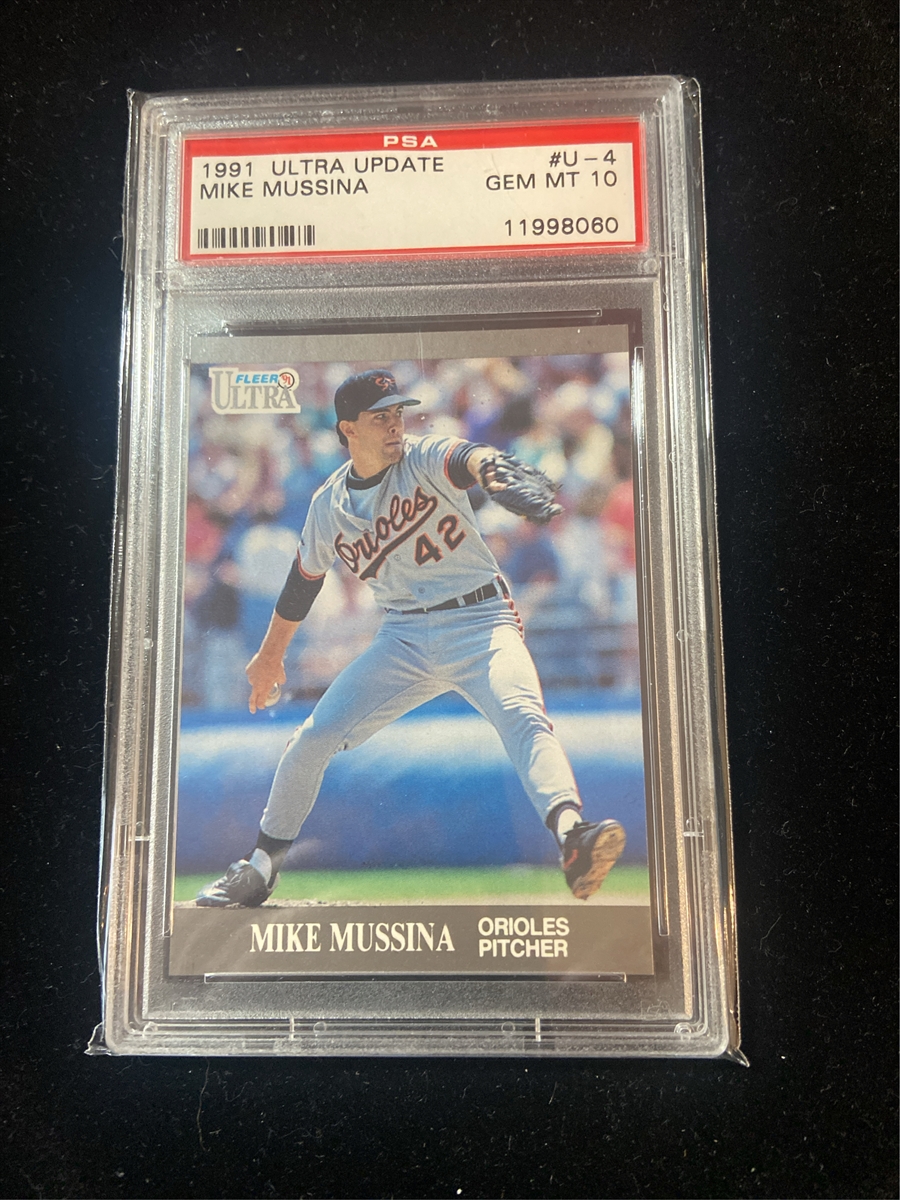 PSA
1991 ULTRA UPDATE #U-4
MIKE MUSSINA GEM MT 10
11998060
FLEER 91
ULTRA
Orioles
42
MIKE MUSSINA
ORIOLES
PITCHER